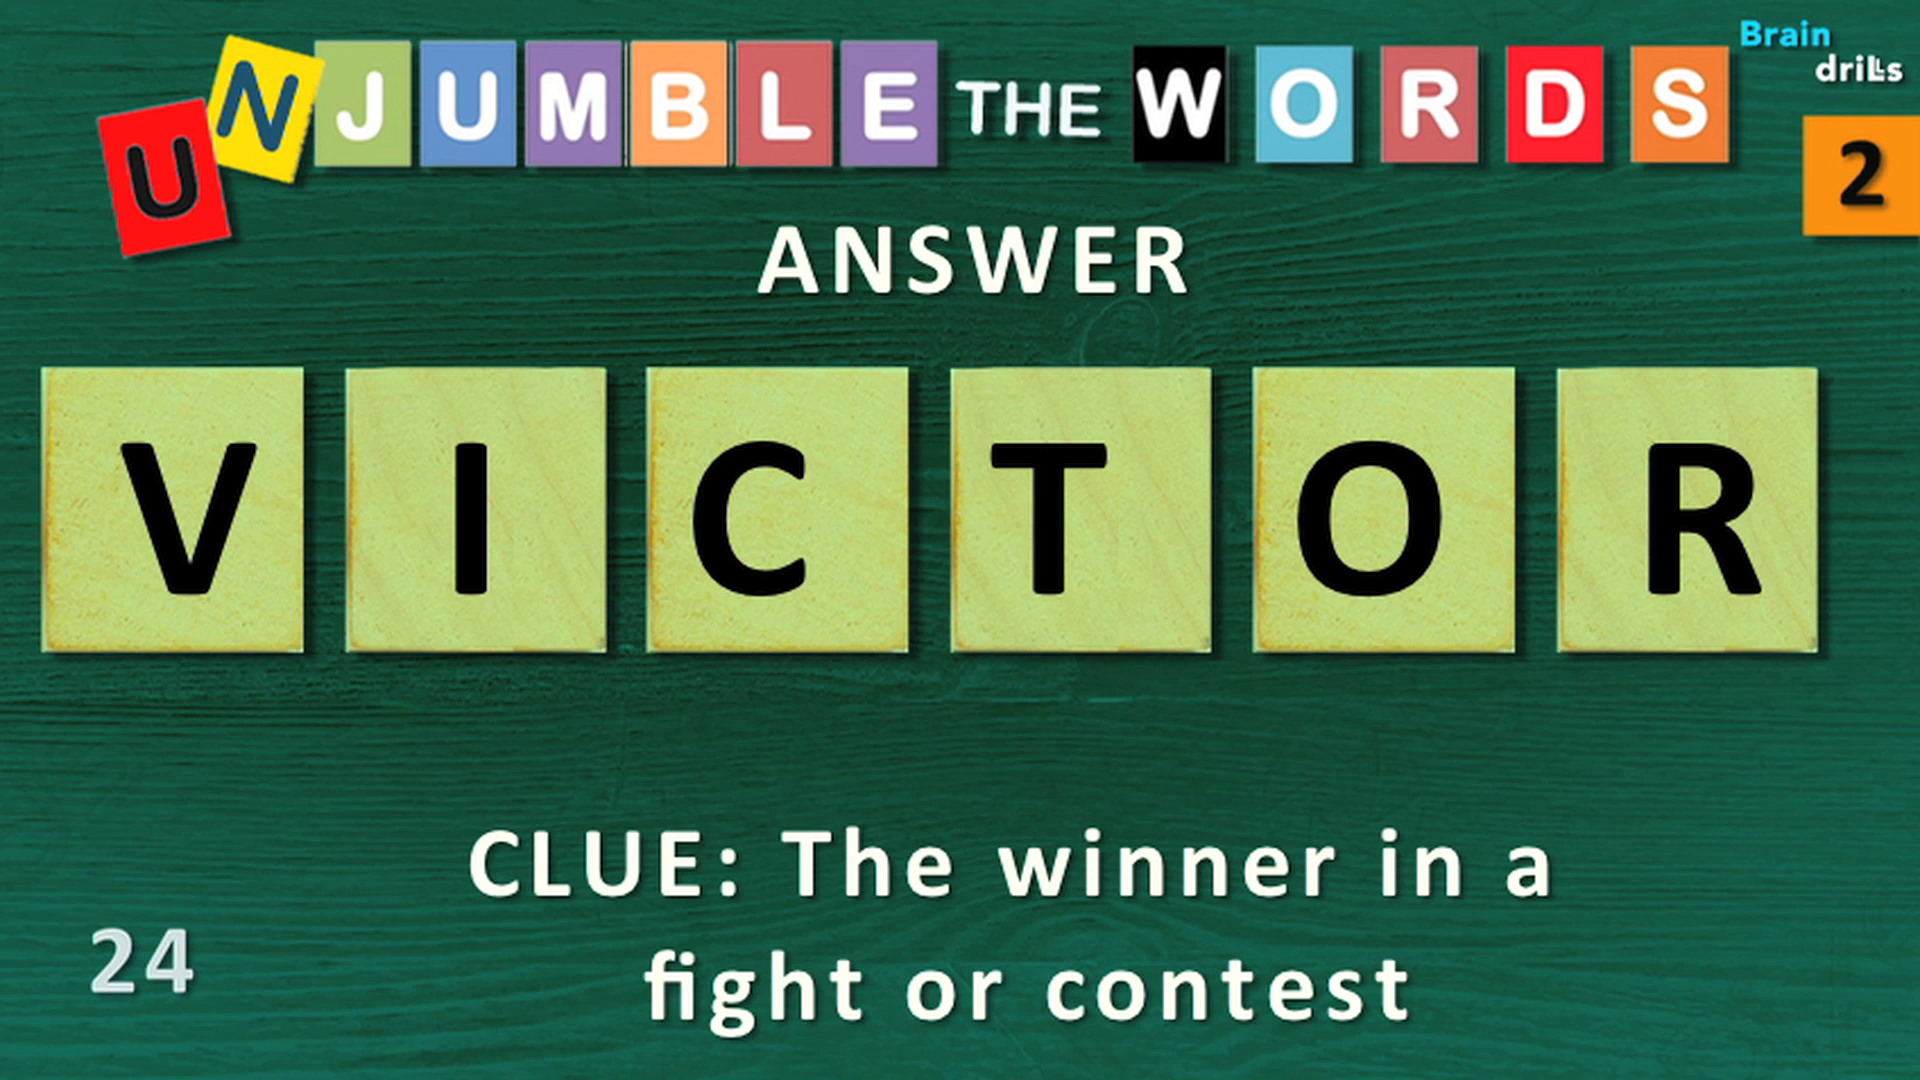 UNJUMBLE THE WORDS
Brain
drills
2
ANSWER
VICTOR
CLUE: The winner in a
fight or contest
24